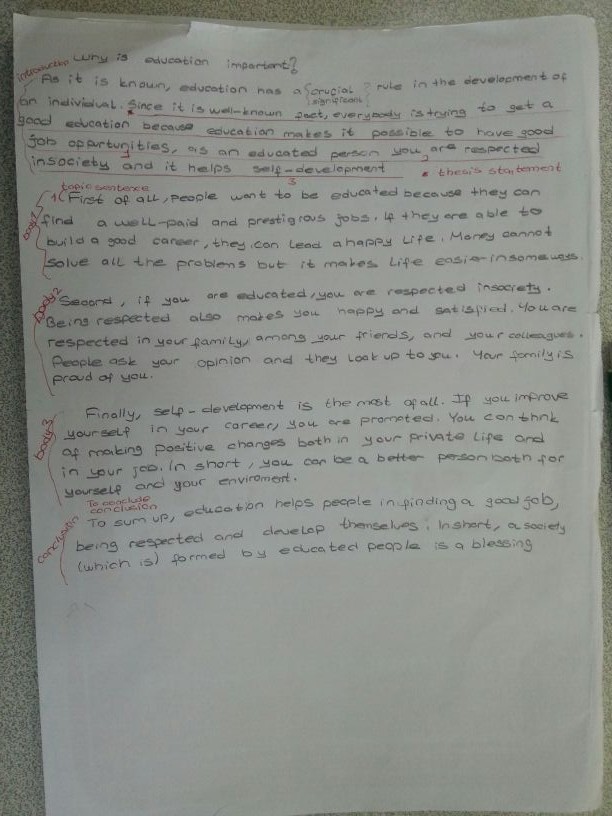 Why is education important?
introduction
As it is known, education has a {crucial significant} rule in the development of
an individual. * Since it is well-known fact, everybody is trying to get a
good education because education makes it possible to have good
job oppurtunities, as an educated person you are respected
insociety and it helps self-development * thesis statement
3
topic sentence
body 1
1(First of all, people want to be educated because they can
find a well-paid and prestigious jobs. If they are able to
build a good career, they can lead a happy life. Money cannot
solve all the problems but it makes life easier insomeways.
body 2
Second, if you are educated, you are respected insociety.
Being respected also makes you happy and satisfied. You are
respected in your family, among your friends, and your colleagues.
People ask your opinion and they look up to you. Your family is
proud of you.
body 3
Finally, self-development is the most of all. If you improve
yourself in your career, you are promoted. You can thnk
of making positive changes both in your private life and
in your job. In short, you can be a better person both for
yourself and your enviroment.
To conclude
conclusion
conclusion
To sum up, education helps people in finding a good job,
being respected and develop themselves. Inshort, a society
(which is) formed by educated people is a blessing